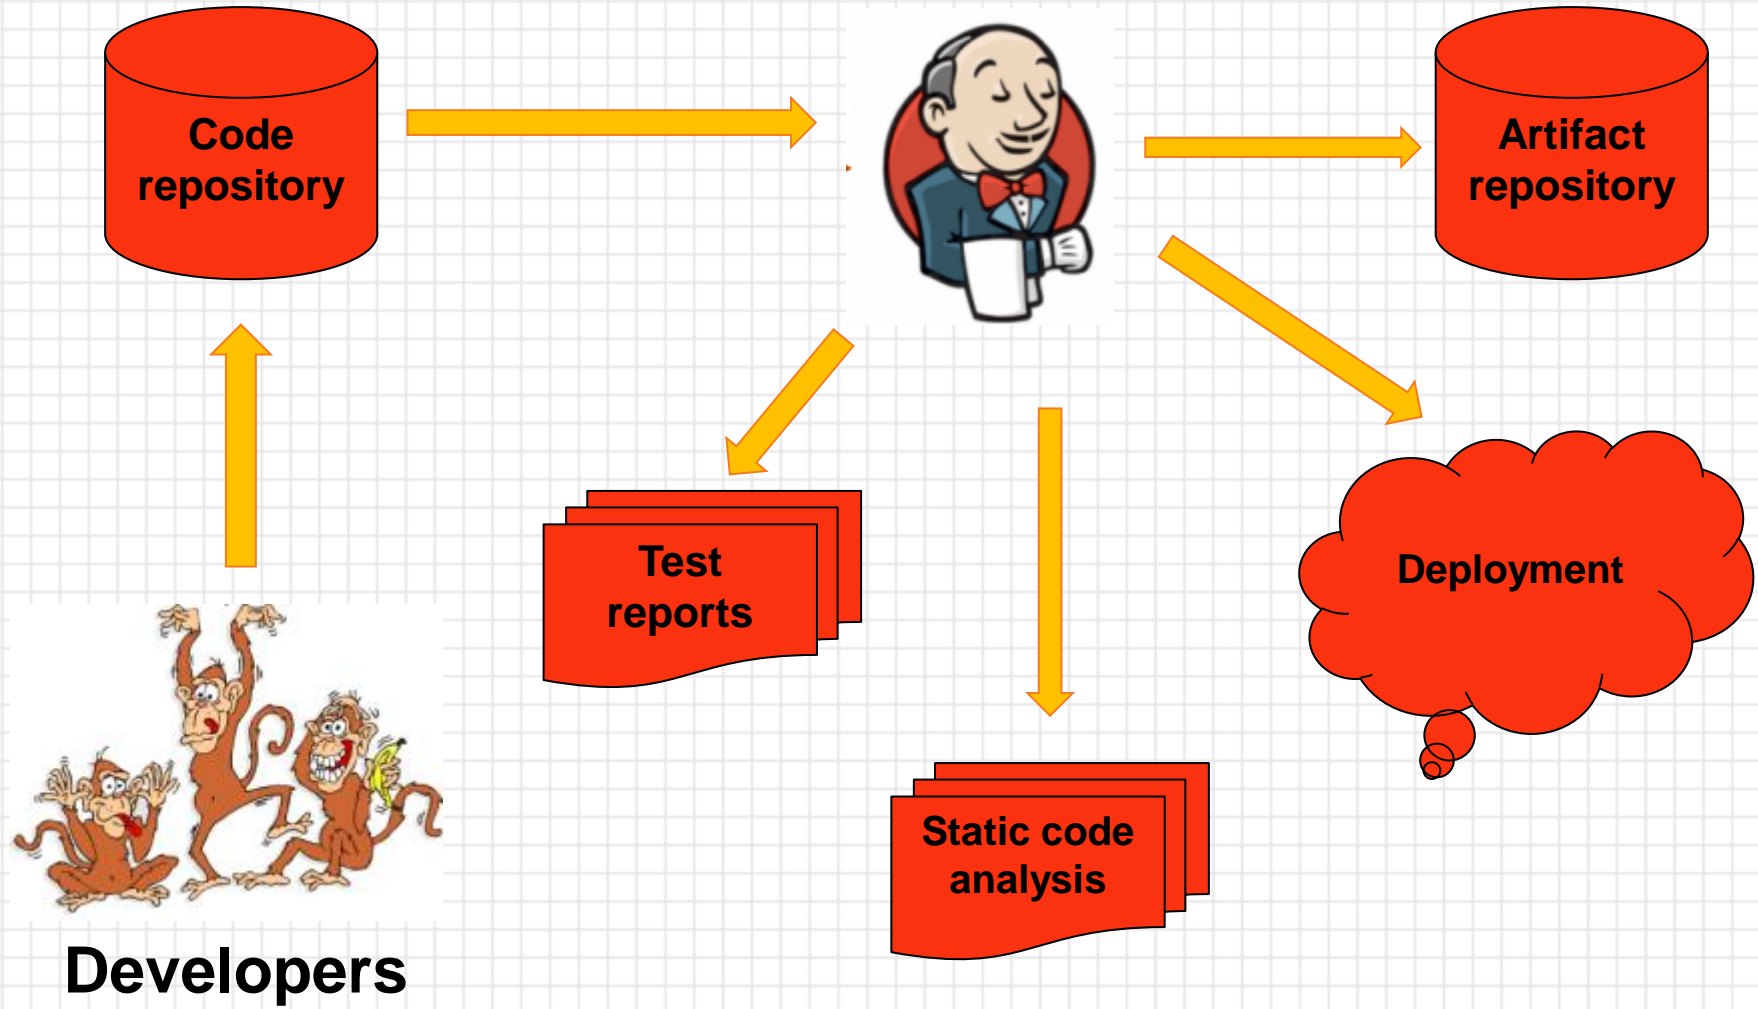 Code
repository
Artifact
repository
Test
reports
Deployment
Static code
analysis
Developers